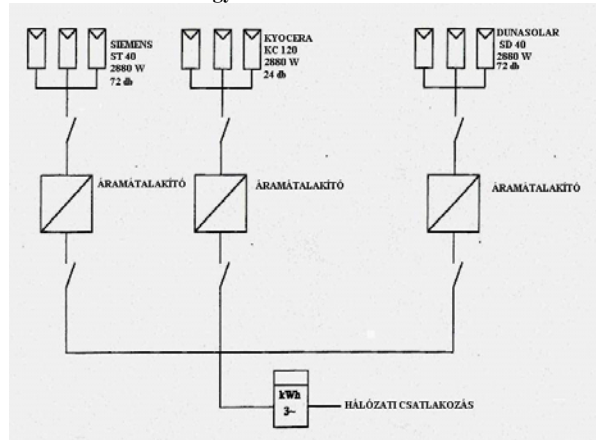 SIEMENS
ST 40
2880 W
72 db
KYOCERA
KC 120
2880 W
24 db
DUNASOLAR
SD 40
2880 W
72 db
ÁRAMÁTALAKÍTÓ
ÁRAMÁTALAKÍTÓ
ÁRAMÁTALAKÍTÓ
kWh
3~
HÁLÓZATI CSATLAKOZÁS